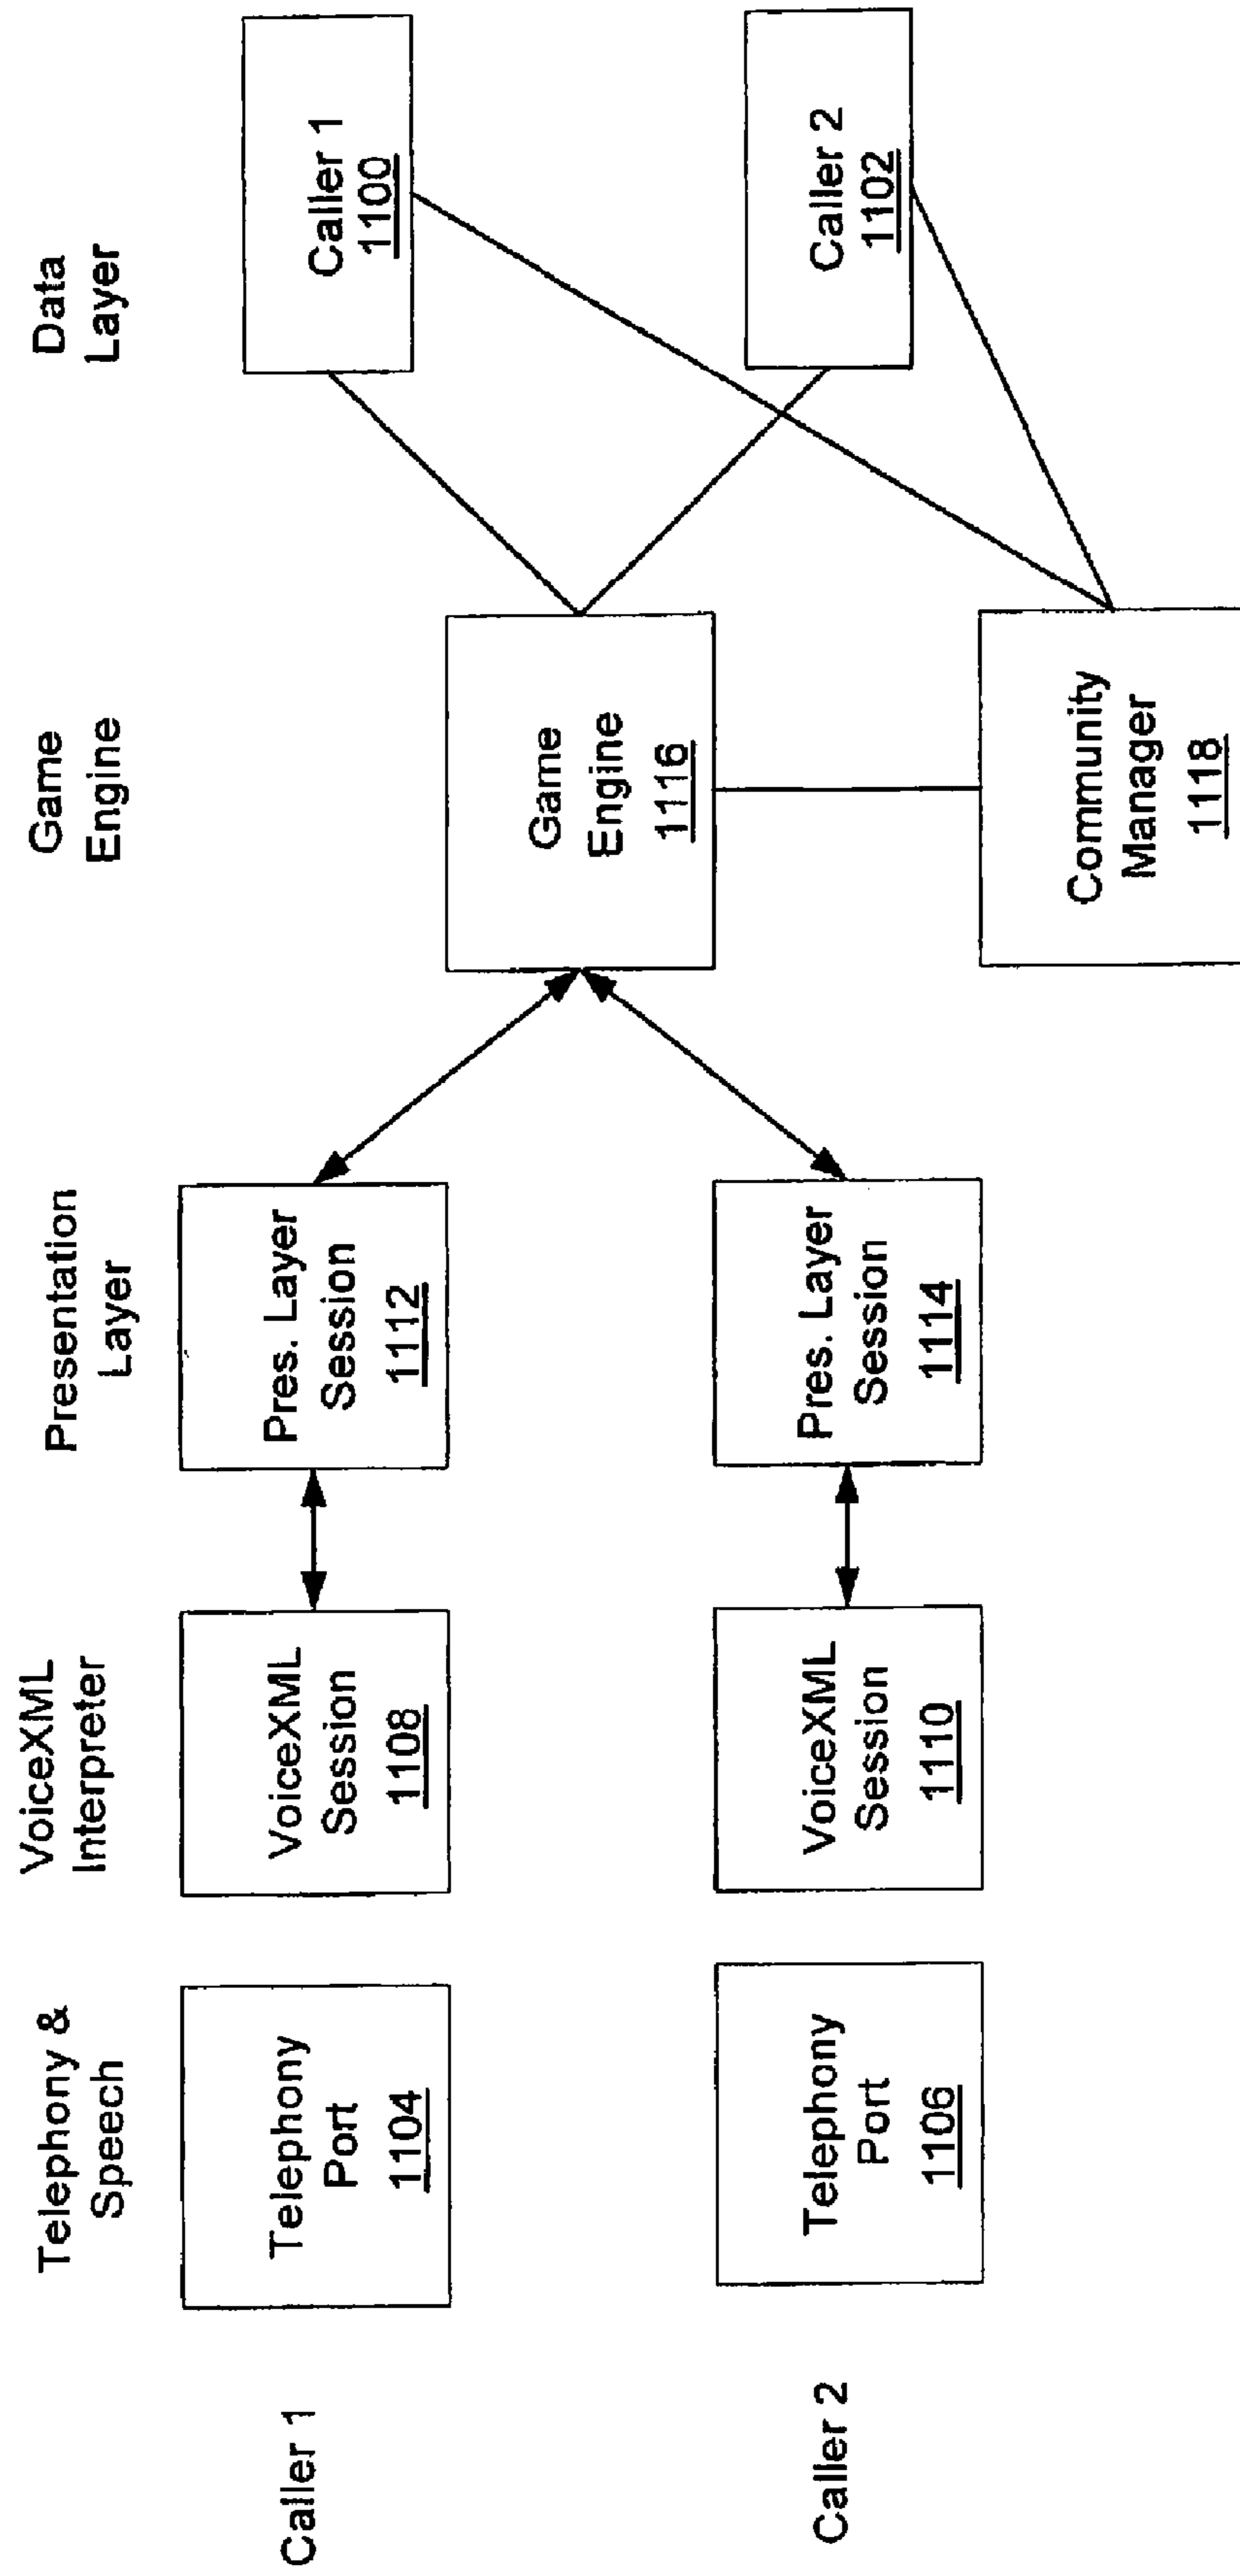 Telephony &
Speech
VoiceXML
Interpreter
Presentation
Layer
Game
Engine
Data
Layer
Caller 1
Telephony
Port
1104
VoiceXML
Session
1108
Pres. Layer
Session
1112
Game
Engine
1116
Caller 1
1100
Caller 2
Telephony
Port
1106
VoiceXML
Session
1110
Pres. Layer
Session
1114
Community
Manager
1118
Caller 2
1102